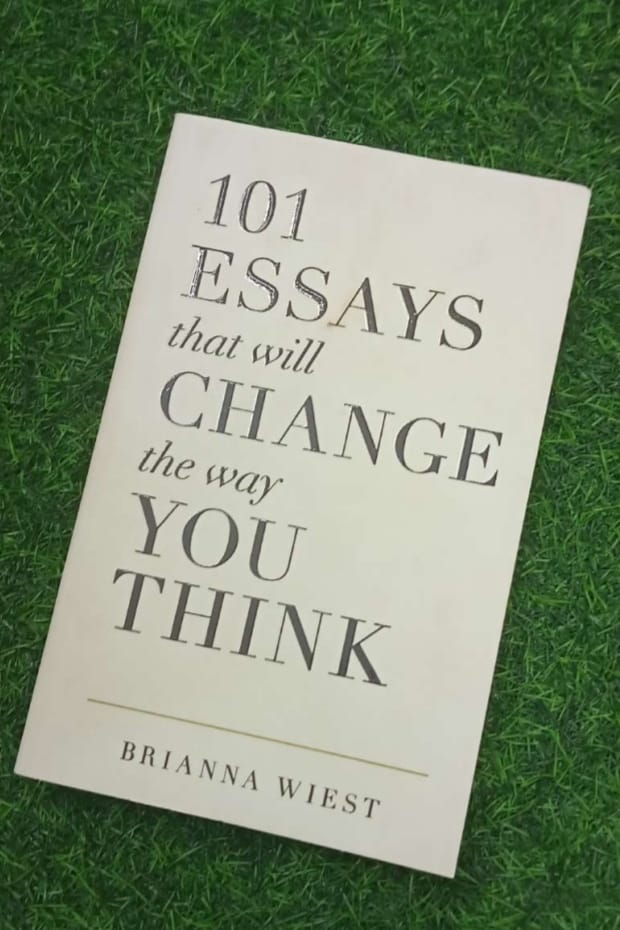 101
ESSAYS
that will
CHANGE
the way
YOU
THINK
BRIANNA WIEST